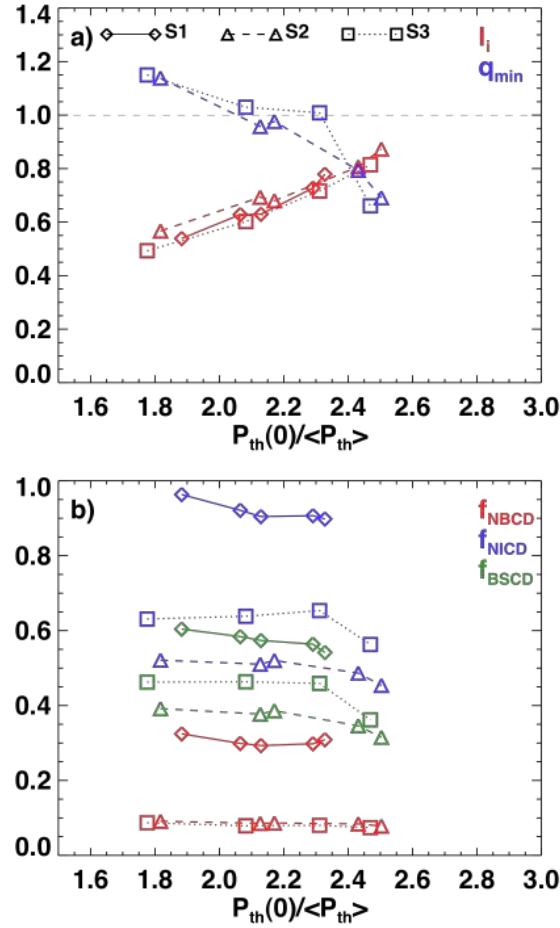 a) S1 S2 S3 l_i
q_min
1.4
1.2
1.0
0.8
0.6
0.4
0.2
0.0
1.6 1.8 2.0 2.2 2.4 2.6 2.8 3.0
P_th(0)/<P_th>
b) f_NBCD
f_NICD
f_BSCD
1.0
0.8
0.6
0.4
0.2
0.0
1.6 1.8 2.0 2.2 2.4 2.6 2.8 3.0
P_th(0)/<P_th>